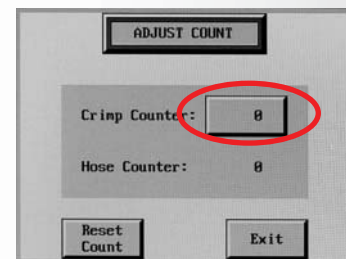 ADJUST COUNT
Crimp Counter: 0
Hose Counter: 0
Reset
Count
Exit